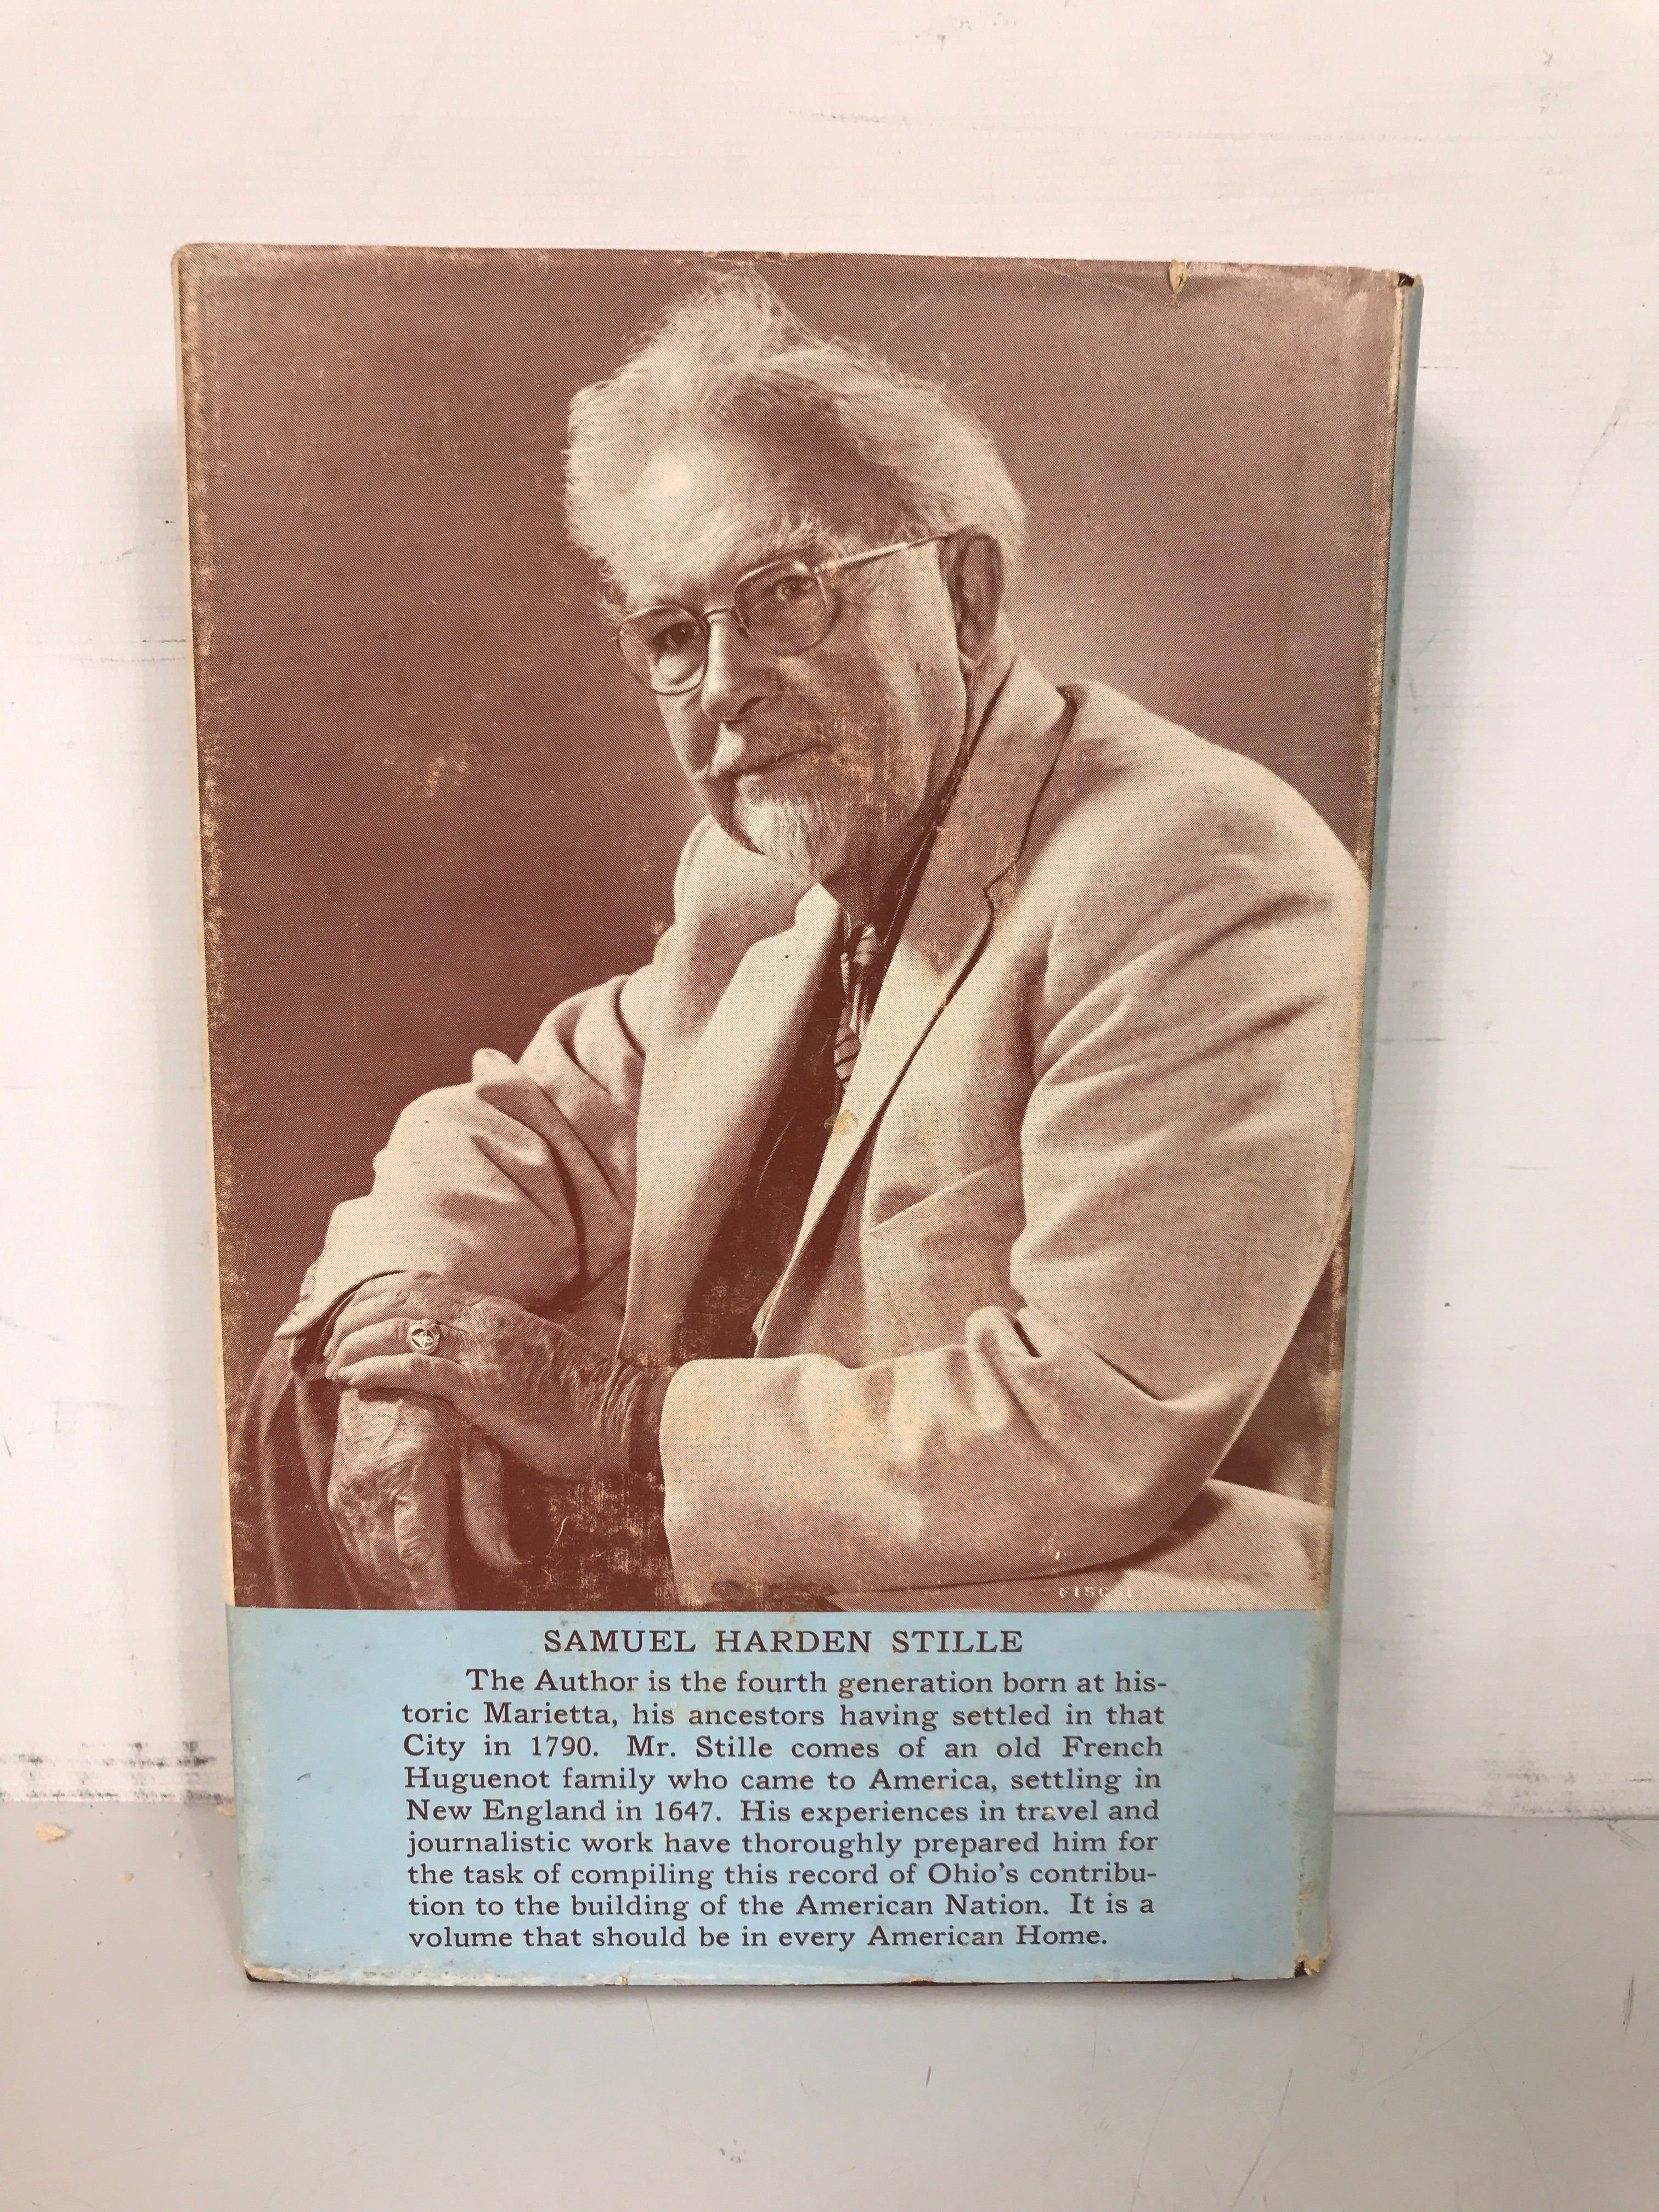 SAMUEL HARDEN STILLE
The Author is the fourth generation born at his-
toric Marietta, his ancestors having settled in that
City in 1790. Mr. Stille comes of an old French
Huguenot family who came to America, settling in
New England in 1647. His experiences in travel and
journalistic work have thoroughly prepared him for
the task of compiling this record of Ohio's contribu-
tion to the building of the American Nation. It is a
volume that should be in every American Home.